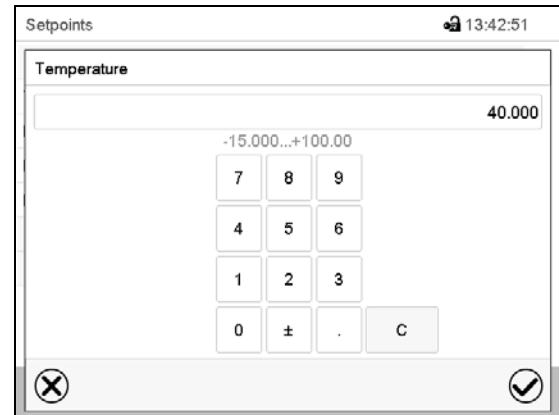 Setpoints 13:42:51
Temperature
40.000
-15.000...+100.00
7 8 9
4 5 6
1 2 3
0 ± . C